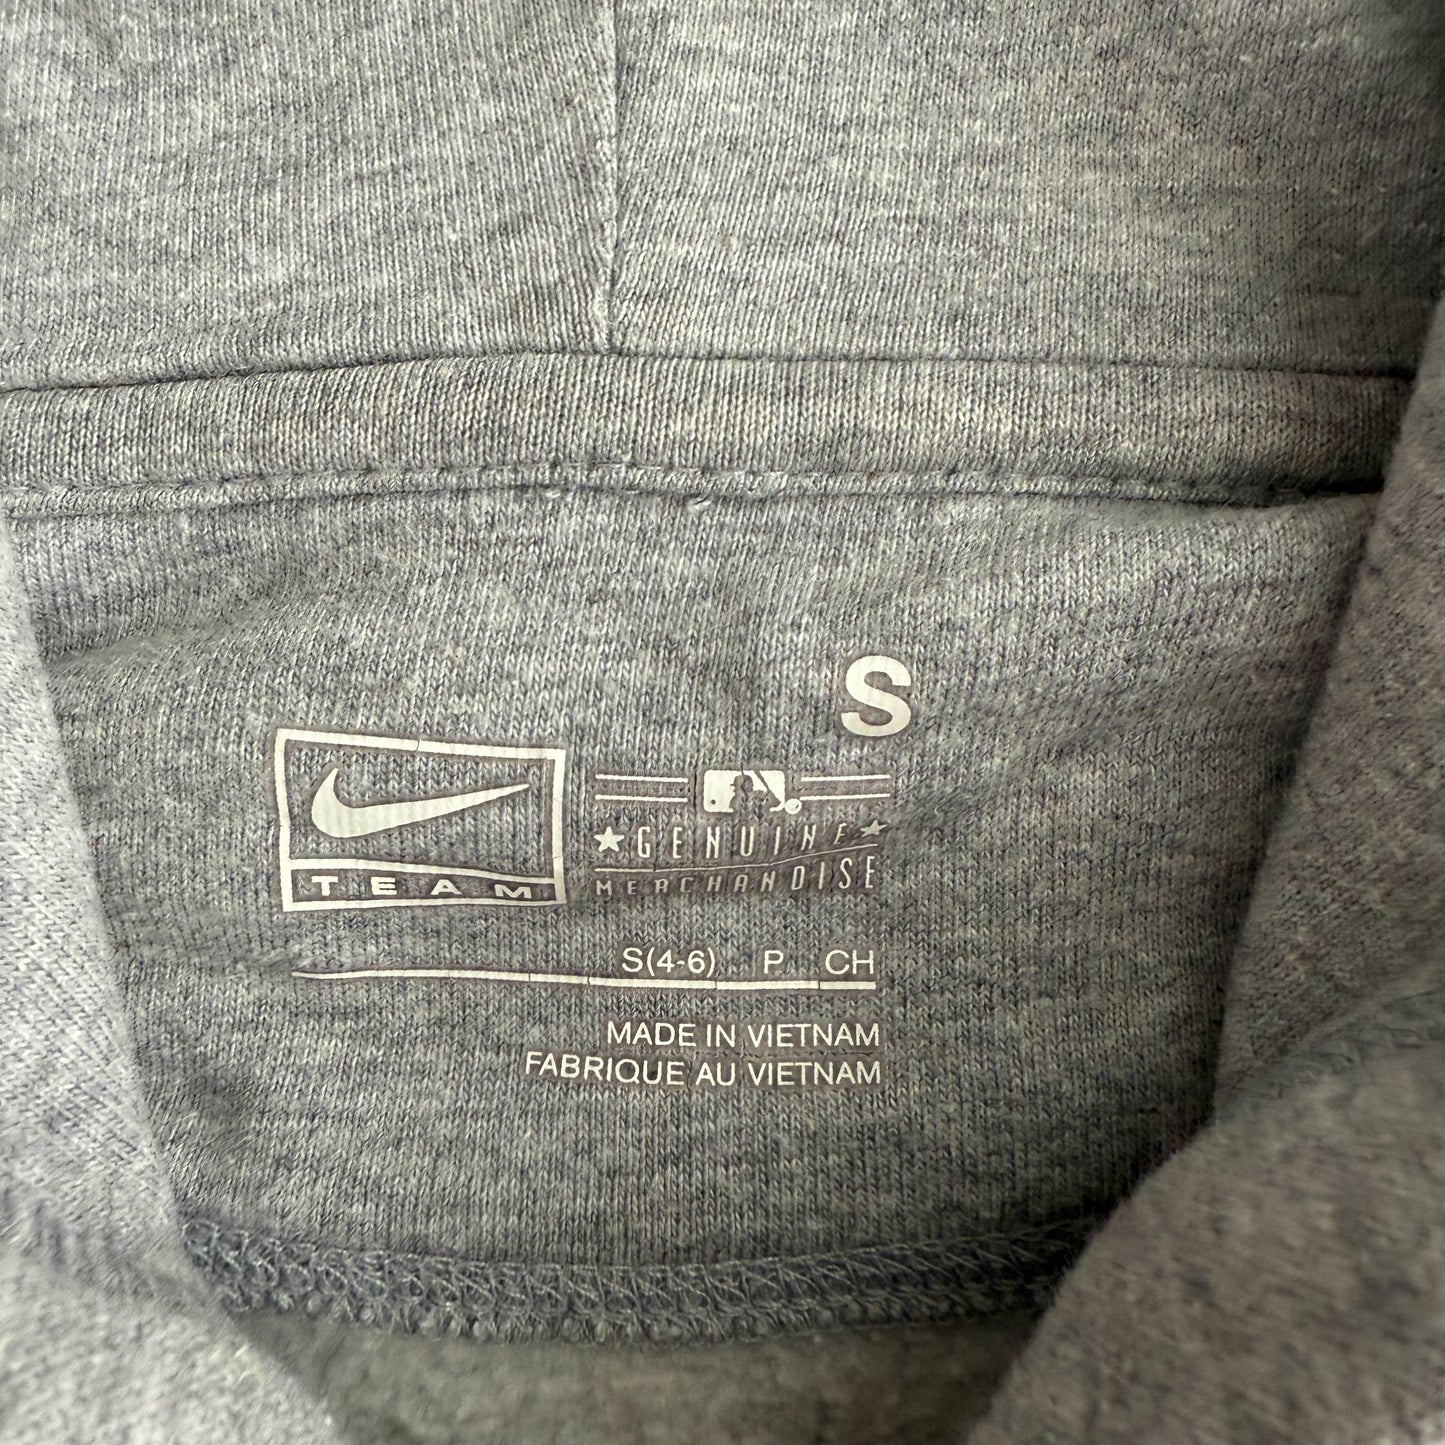 S
TEAM
GENUINE
MERCHANDISE
S(4-6) P CH
MADE IN VIETNAM
FABRIQUE AU VIETNAM